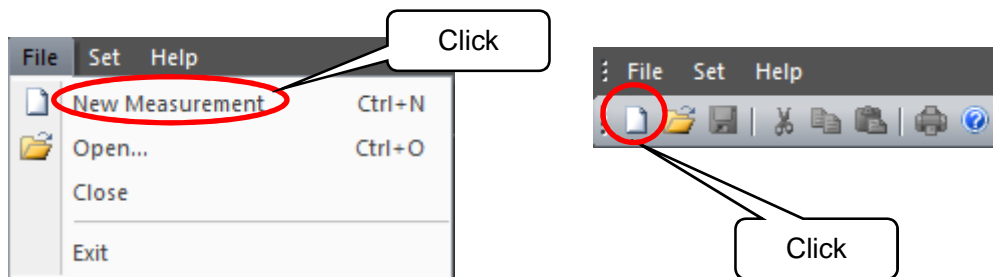 Click
File Set Help
New Measurement Ctrl+N
Open... Ctrl+O
Close
Exit
File Set Help
Click